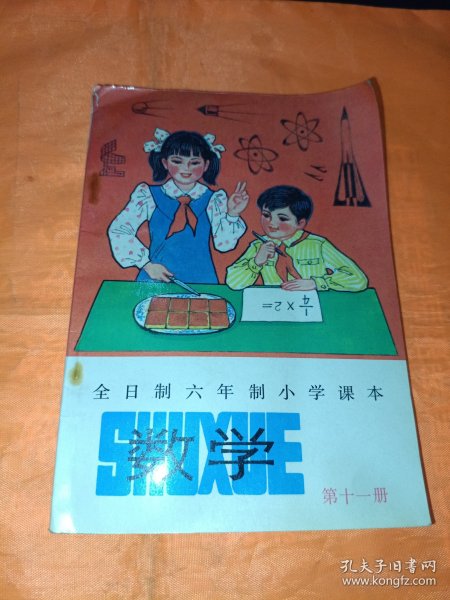 1/4 × 2 =
全日制六年制小学课本
SHUXUE
数学
第十一册
孔夫子旧书网
www.kongfz.com